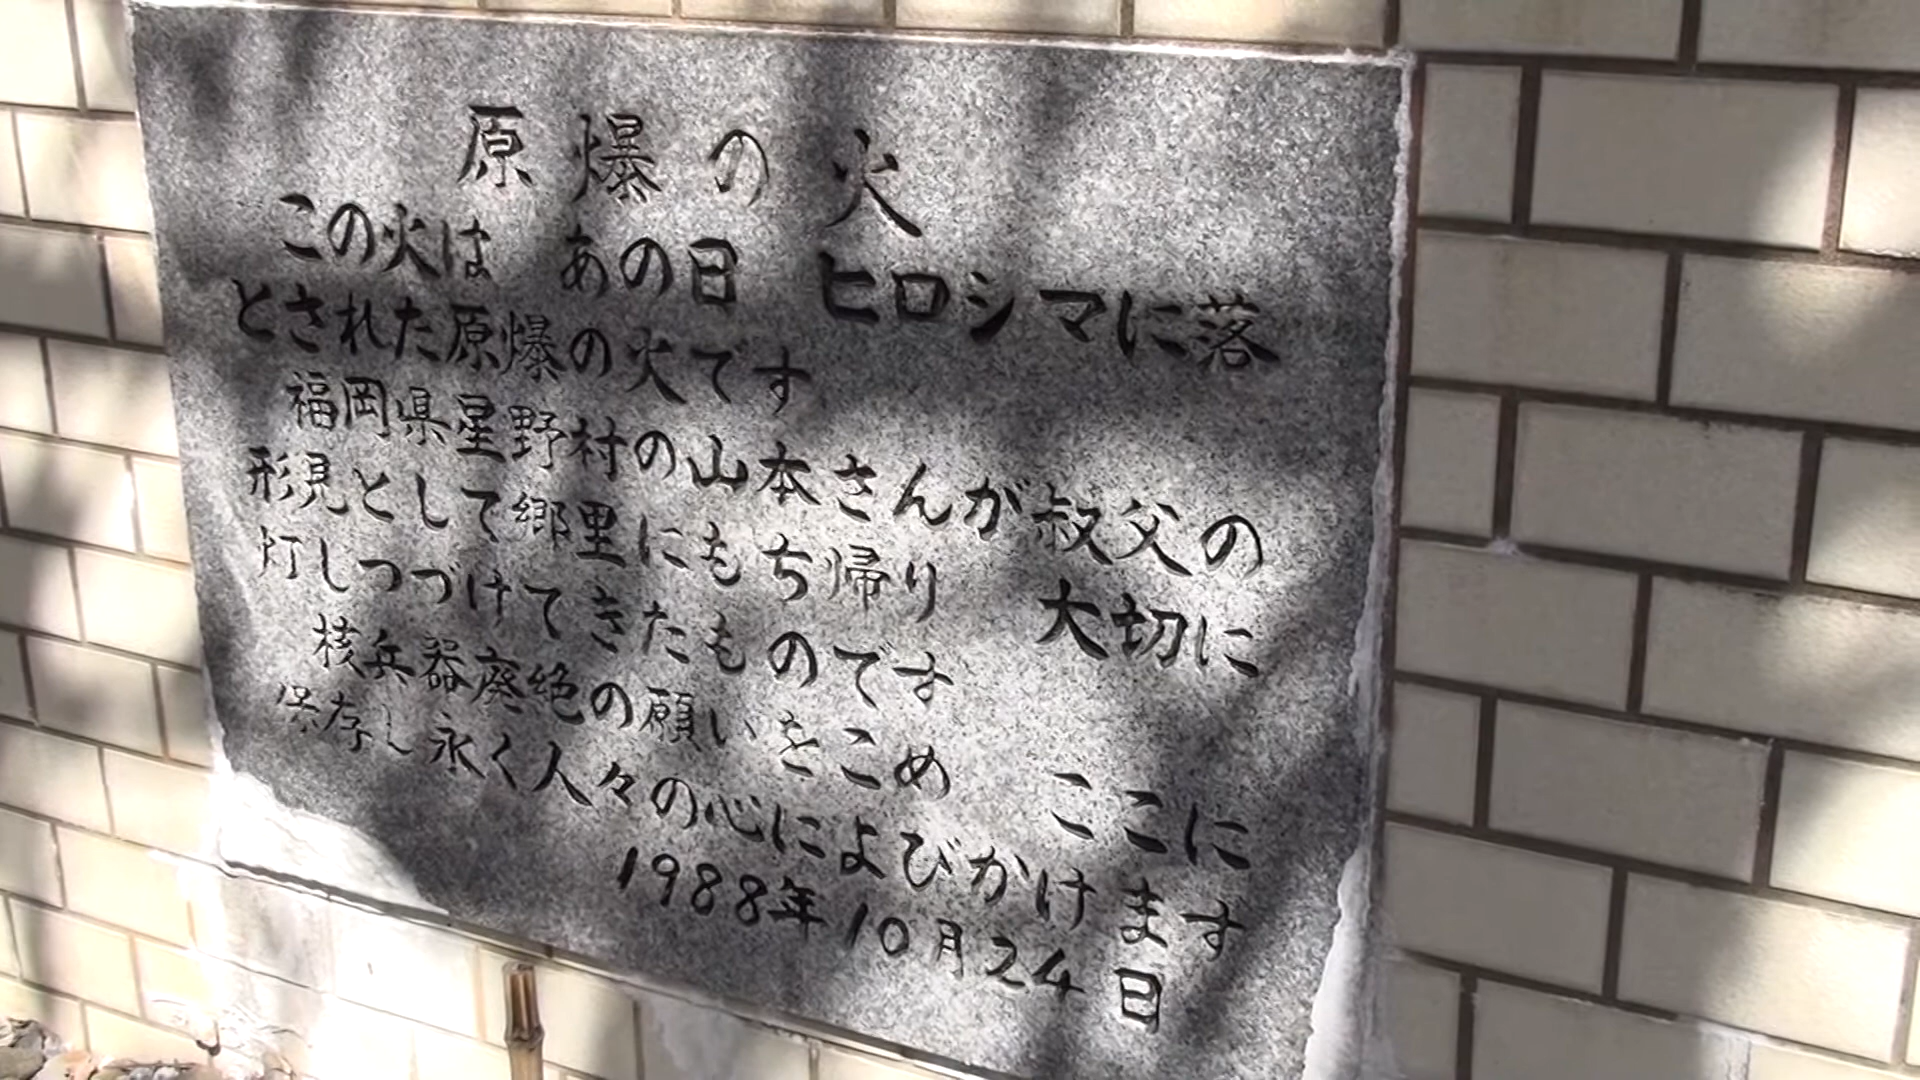 原爆の火
この火は あの日 ヒロシマに落
とされた原爆の火です
福岡県星野村の山本さんが叔父の
形見として郷里にもち帰り 大切に
灯しつづけてきたものです
核兵器廃絶の願いをこめ ここに
保存し永く人々の心によびかけます
1988年10月24日